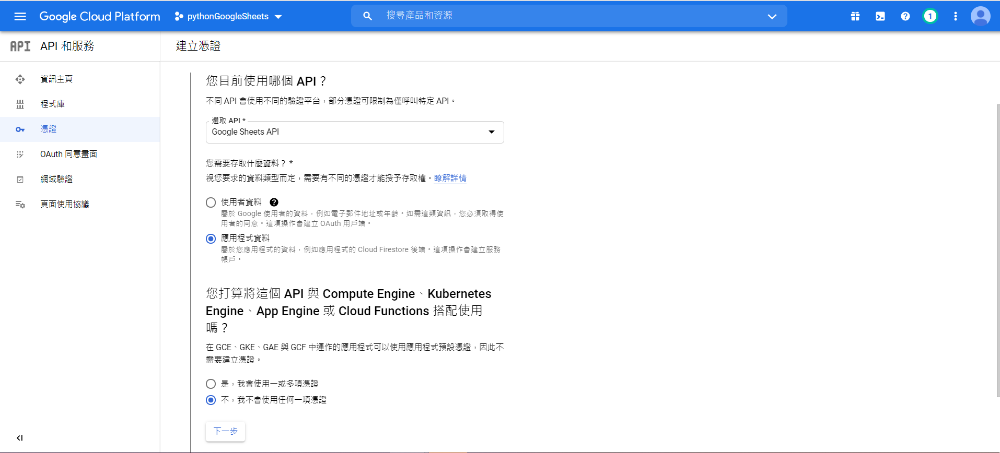 Google Cloud Platform
pythonGoogleSheets
搜尋產品和資源
1
API
API 和服務
建立憑證
資訊主頁
程式庫
憑證
OAuth 同意畫面
網域驗證
頁面使用協議
您目前使用哪個 API？
不同 API 會使用不同的驗證平台，部分憑證可限制為僅呼叫特定 API。
選取 API *
Google Sheets API
您需要存取什麼資料？ *
視您要求的資料類型而定，需要有不同的憑證才能授予存取權。瞭解詳情
使用者資料
屬於 Google 使用者的資料，例如電子郵件地址或年齡。如需這類資訊，您必須取得使
用者的同意。這項操作會建立 OAuth 用戶端。
應用程式資料
屬於您應用程式的資料，例如應用程式的 Cloud Firestore 後端。這項操作會建立服務
帳戶。
您打算將這個 API 與 Compute Engine、Kubernetes
Engine、App Engine 或 Cloud Functions 搭配使用
嗎？
在 GCE、GKE、GAE 與 GCF 中運作的應用程式可以使用應用程式預設憑證，因此不
需要建立憑證。
是，我會使用一或多項憑證
不，我不會使用任何一項憑證
下一步